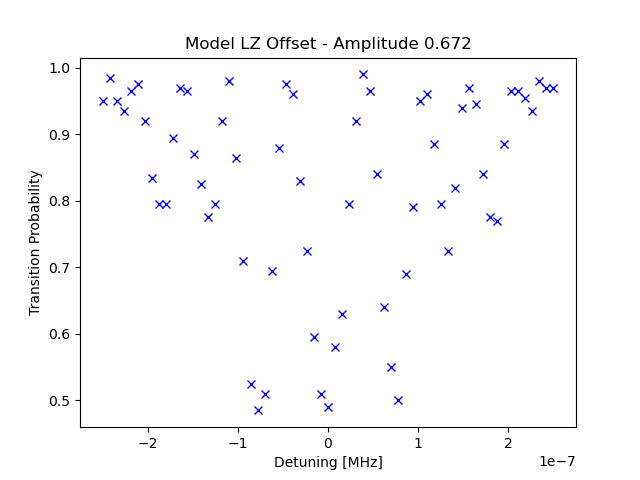 Model LZ Offset - Amplitude 0.672
Transition Probability
1.0
0.9
0.8
0.7
0.6
0.5
−2
−1
0
1
2
1e−7
Detuning [MHz]